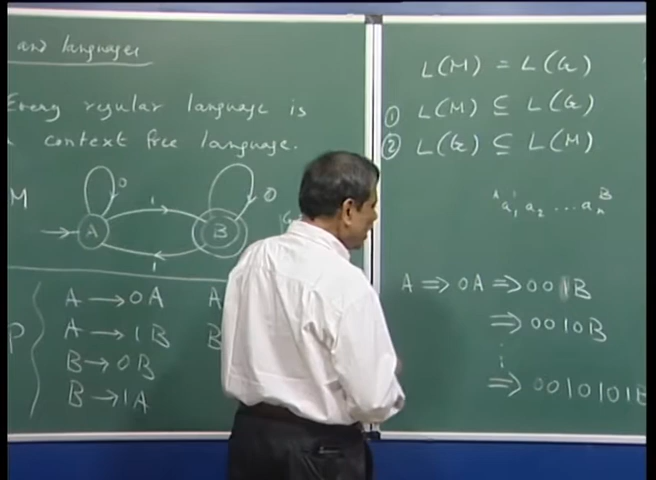 and languages
Every regular language is
context free language.
M
0
1
0
A
B
1
A → 0A
A → 1B
B → 0B
B → 1A
P
A
B
L(M) = L(G)
① L(M) ⊆ L(G)
② L(G) ⊆ L(M)
A a₁ a₂ ... aₙ B
A ⇒ 0A ⇒ 001B
⇒ 0010B
⇒ 0010101B